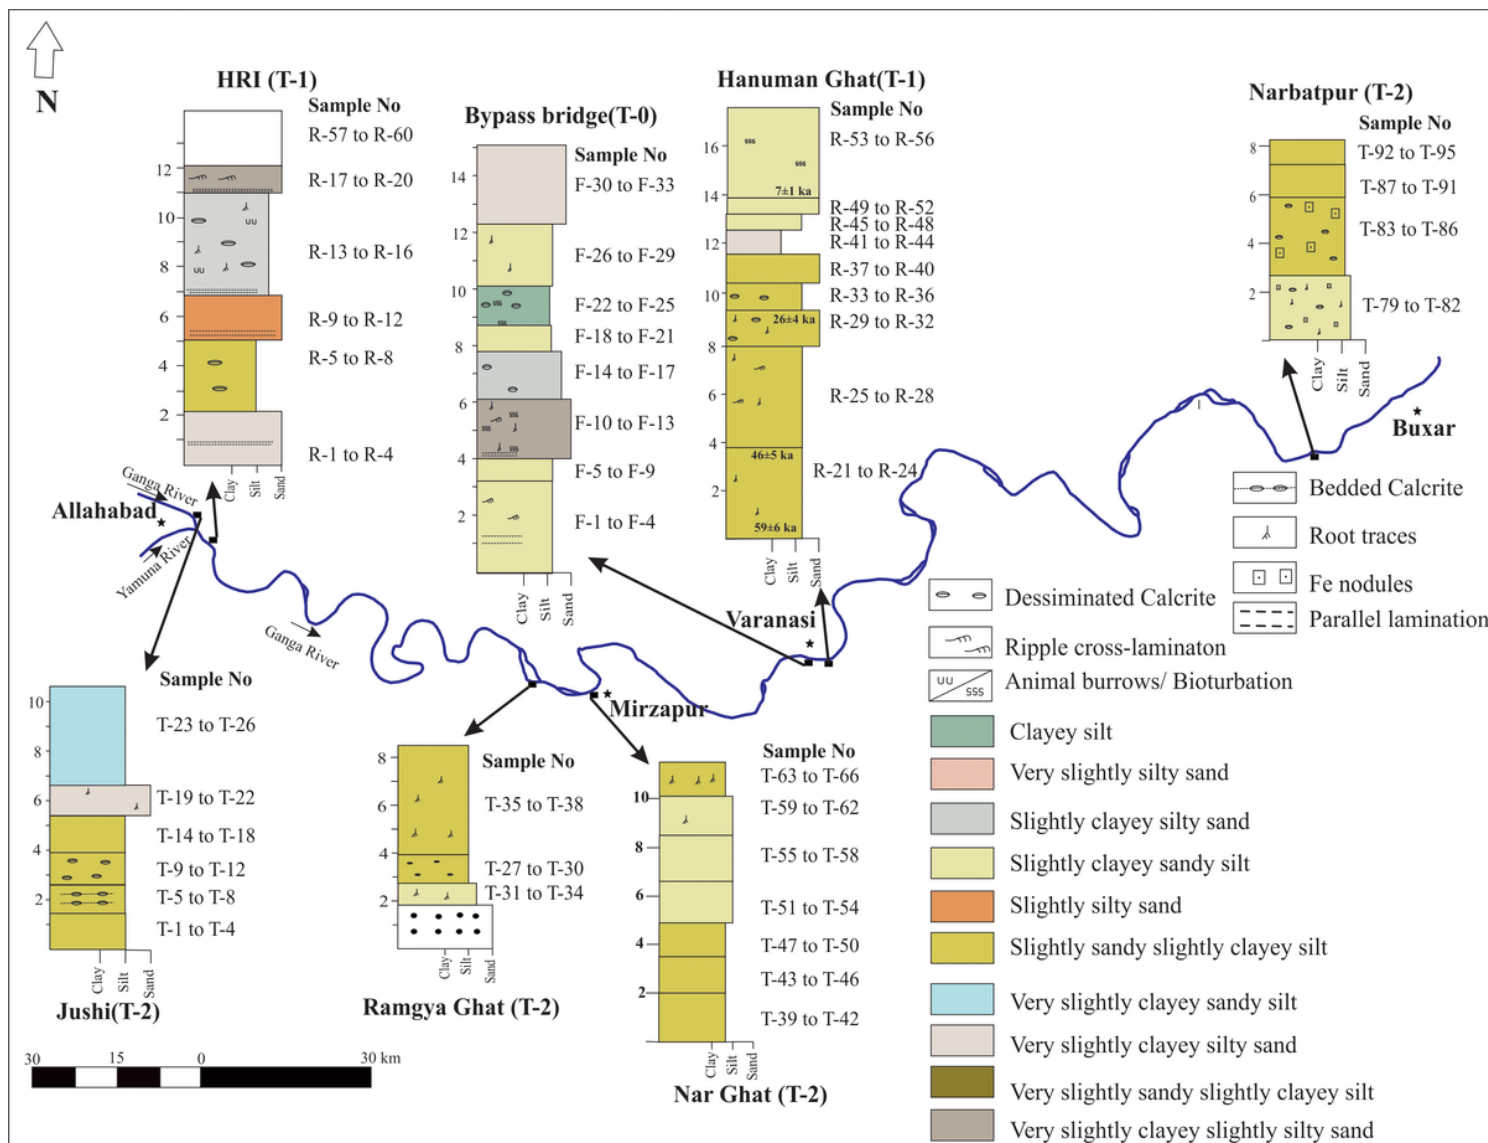 N
HRI (T-1)
Sample No
R-57 to R-60
R-17 to R-20
R-13 to R-16
R-9 to R-12
R-5 to R-8
R-1 to R-4
12
10
8
6
4
2
Clay
Silt
Sand
Bypass bridge(T-0)
Sample No
F-30 to F-33
F-26 to F-29
F-22 to F-25
F-18 to F-21
F-14 to F-17
F-10 to F-13
F-5 to F-9
F-1 to F-4
14
12
10
8
6
4
2
Clay
Silt
Sand
Hanuman Ghat(T-1)
Sample No
R-53 to R-56
R-49 to R-52
R-45 to R-48
R-41 to R-44
R-37 to R-40
R-33 to R-36
R-29 to R-32
R-25 to R-28
R-21 to R-24
16
14
12
10
8
6
4
2
7±1 ka
26±4 ka
46±5 ka
59±6 ka
Clay
Silt
Sand
Narbatpur (T-2)
Sample No
T-92 to T-95
T-87 to T-91
T-83 to T-86
T-79 to T-82
8
6
4
2
Clay
Silt
Sand
Ganga River
Allahabad
Yamuna River
Ganga River
Varanasi
Mirzapur
Buxar
Sample No
T-23 to T-26
T-19 to T-22
T-14 to T-18
T-9 to T-12
T-5 to T-8
T-1 to T-4
10
8
6
4
2
Clay
Silt
Sand
Jushi(T-2)
Sample No
T-35 to T-38
T-27 to T-30
T-31 to T-34
8
6
4
2
Clay
Silt
Sand
Ramgya Ghat (T-2)
Sample No
T-63 to T-66
T-59 to T-62
T-55 to T-58
T-51 to T-54
T-47 to T-50
T-43 to T-46
T-39 to T-42
10
8
6
4
2
Clay
Silt
Sand
Nar Ghat (T-2)
30
15
0
30 km
Bedded Calcrite
Root traces
Fe nodules
Parallel lamination
Dessiminated Calcrite
Ripple cross-laminaton
Animal burrows/ Bioturbation
Clayey silt
Very slightly silty sand
Slightly clayey silty sand
Slightly clayey sandy silt
Slightly silty sand
Slightly sandy slightly clayey silt
Very slightly clayey sandy silt
Very slightly clayey silty sand
Very slightly sandy slightly clayey silt
Very slightly clayey slightly silty sand